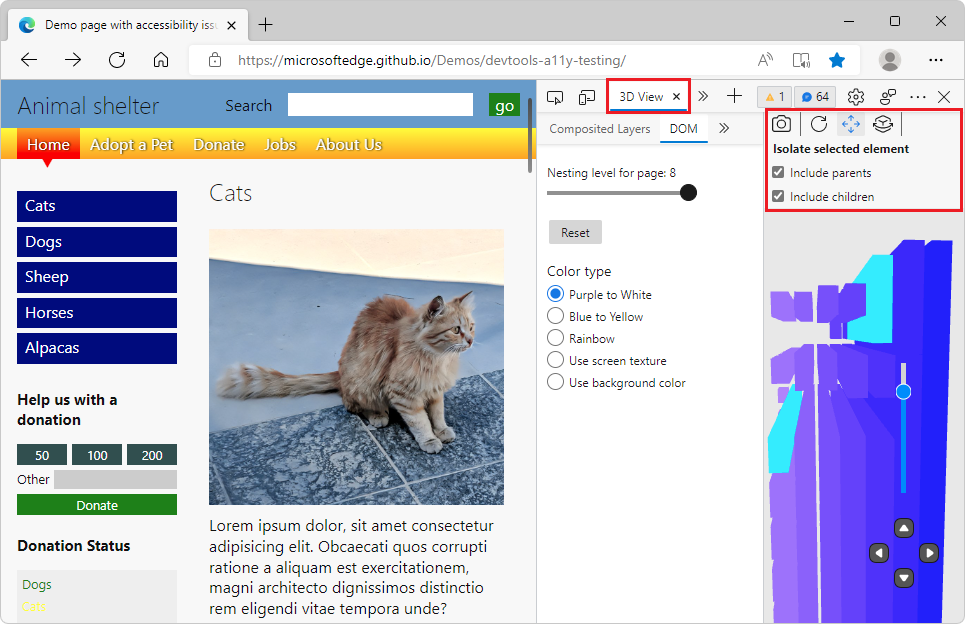 Demo page with accessibility issu
https://microsoftedge.github.io/Demos/devtools-a11y-testing/
Animal shelter
Search
go
Home
Adopt a Pet
Donate
Jobs
About Us
Cats
Dogs
Sheep
Horses
Alpacas
Help us with a
donation
50
100
200
Other
Donate
Donation Status
Dogs
Cats
Cats
Lorem ipsum dolor, sit amet consectetur
adipisicing elit. Obcaecati quos corrupti
ratione a aliquam est exercitationem,
magni architecto dignissimos distinctio
rem eligendi vitae tempora unde?
3D View
1
64
Composited Layers
DOM
Nesting level for page: 8
Reset
Color type
Purple to White
Blue to Yellow
Rainbow
Use screen texture
Use background color
Isolate selected element
Include parents
Include children